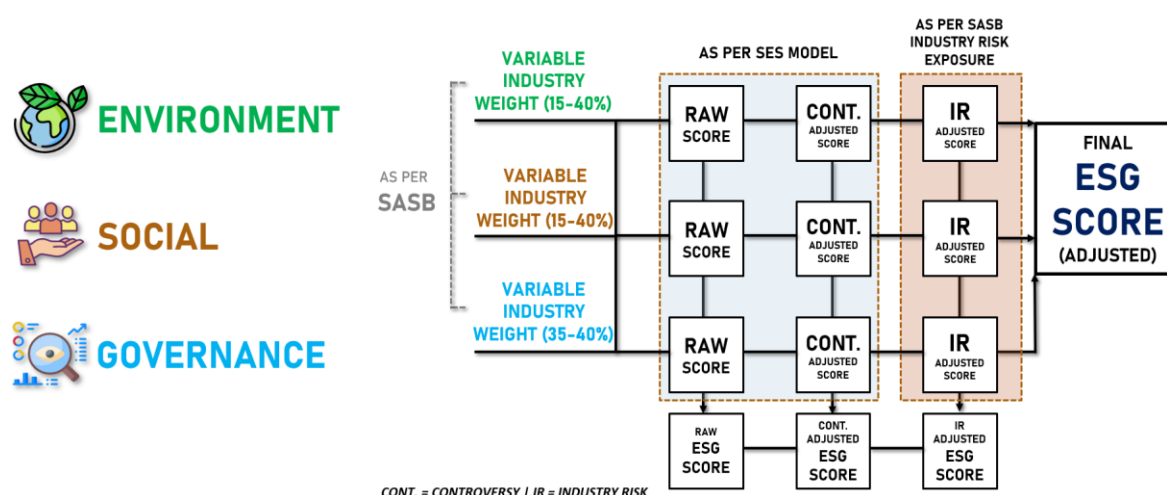 ENVIRONMENT
SOCIAL
GOVERNANCE
AS PER
SASB
VARIABLE
INDUSTRY
WEIGHT (15-40%)
VARIABLE
INDUSTRY
WEIGHT (15-40%)
VARIABLE
INDUSTRY
WEIGHT (35-40%)
AS PER SES MODEL
AS PER SASB
INDUSTRY RISK
EXPOSURE
RAW
SCORE
CONT.
ADJUSTED
SCORE
IR
ADJUSTED
SCORE
RAW
SCORE
CONT.
ADJUSTED
SCORE
IR
ADJUSTED
SCORE
RAW
SCORE
CONT.
ADJUSTED
SCORE
IR
ADJUSTED
SCORE
RAW
ESG
SCORE
CONT.
ADJUSTED
ESG
SCORE
IR
ADJUSTED
ESG
SCORE
FINAL
ESG
SCORE
(ADJUSTED)
CONT. = CONTROVERSY | IR = INDUSTRY RISK